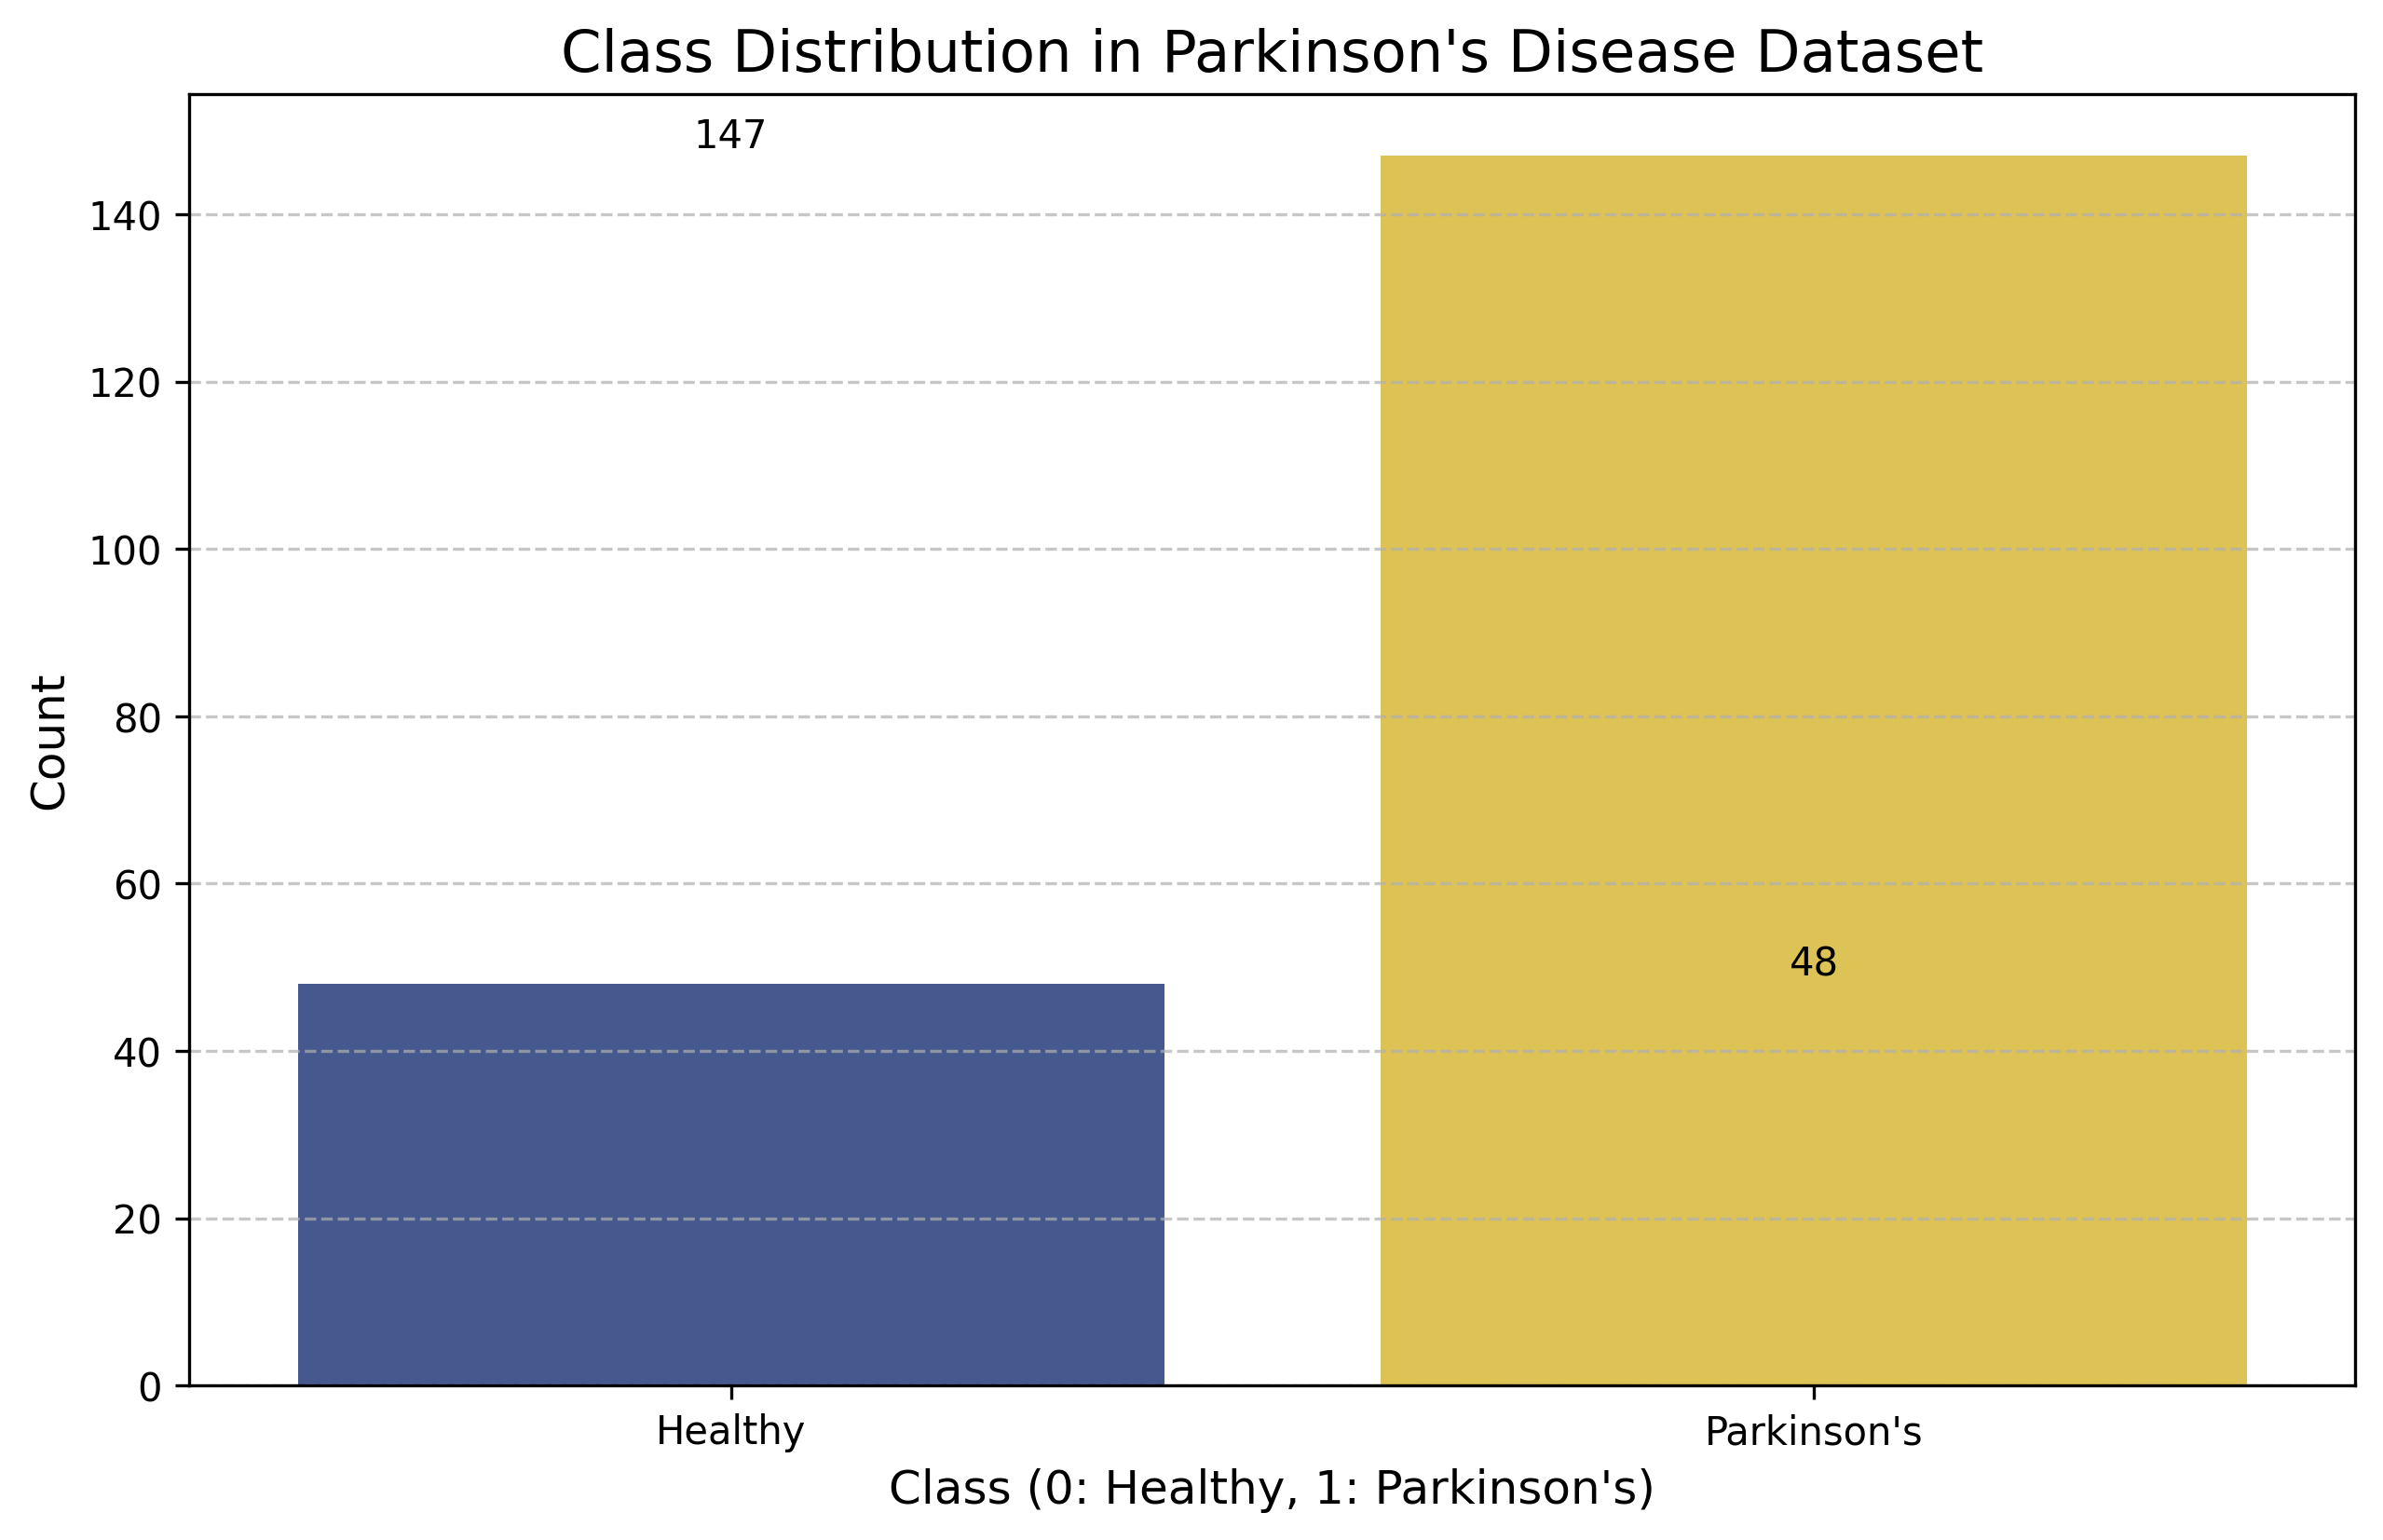 Class Distribution in Parkinson's Disease Dataset
147
140
120
100
80
60
48
40
20
0
Count
Healthy
Parkinson's
Class (0: Healthy, 1: Parkinson's)